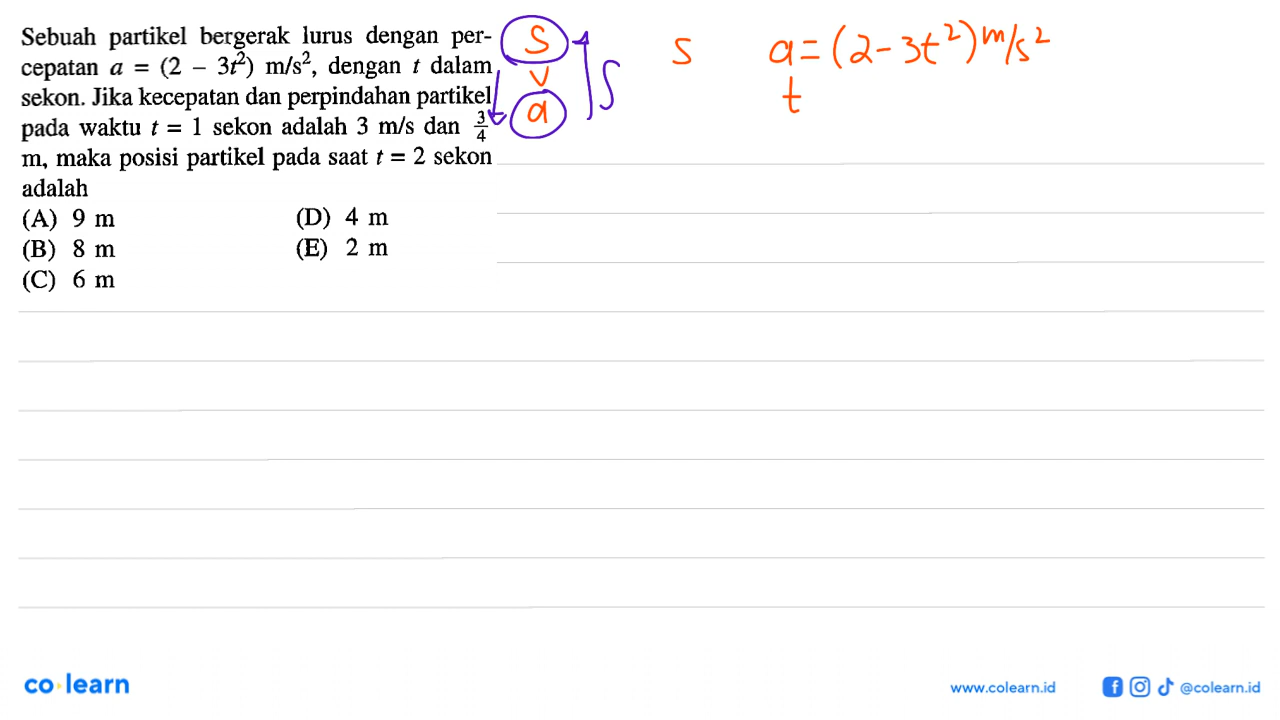 Sebuah partikel bergerak lurus dengan per-
cepatan a = (2 – 3t²) m/s², dengan t dalam
sekon. Jika kecepatan dan perpindahan partikel
pada waktu t = 1 sekon adalah 3 m/s dan 3/4
m, maka posisi partikel pada saat t = 2 sekon
adalah
(A) 9 m
(B) 8 m
(C) 6 m
(D) 4 m
(E) 2 m
S
v
a
∫
s
a = (2 - 3t²) m/s²
t
co learn
www.colearn.id
@colearn.id